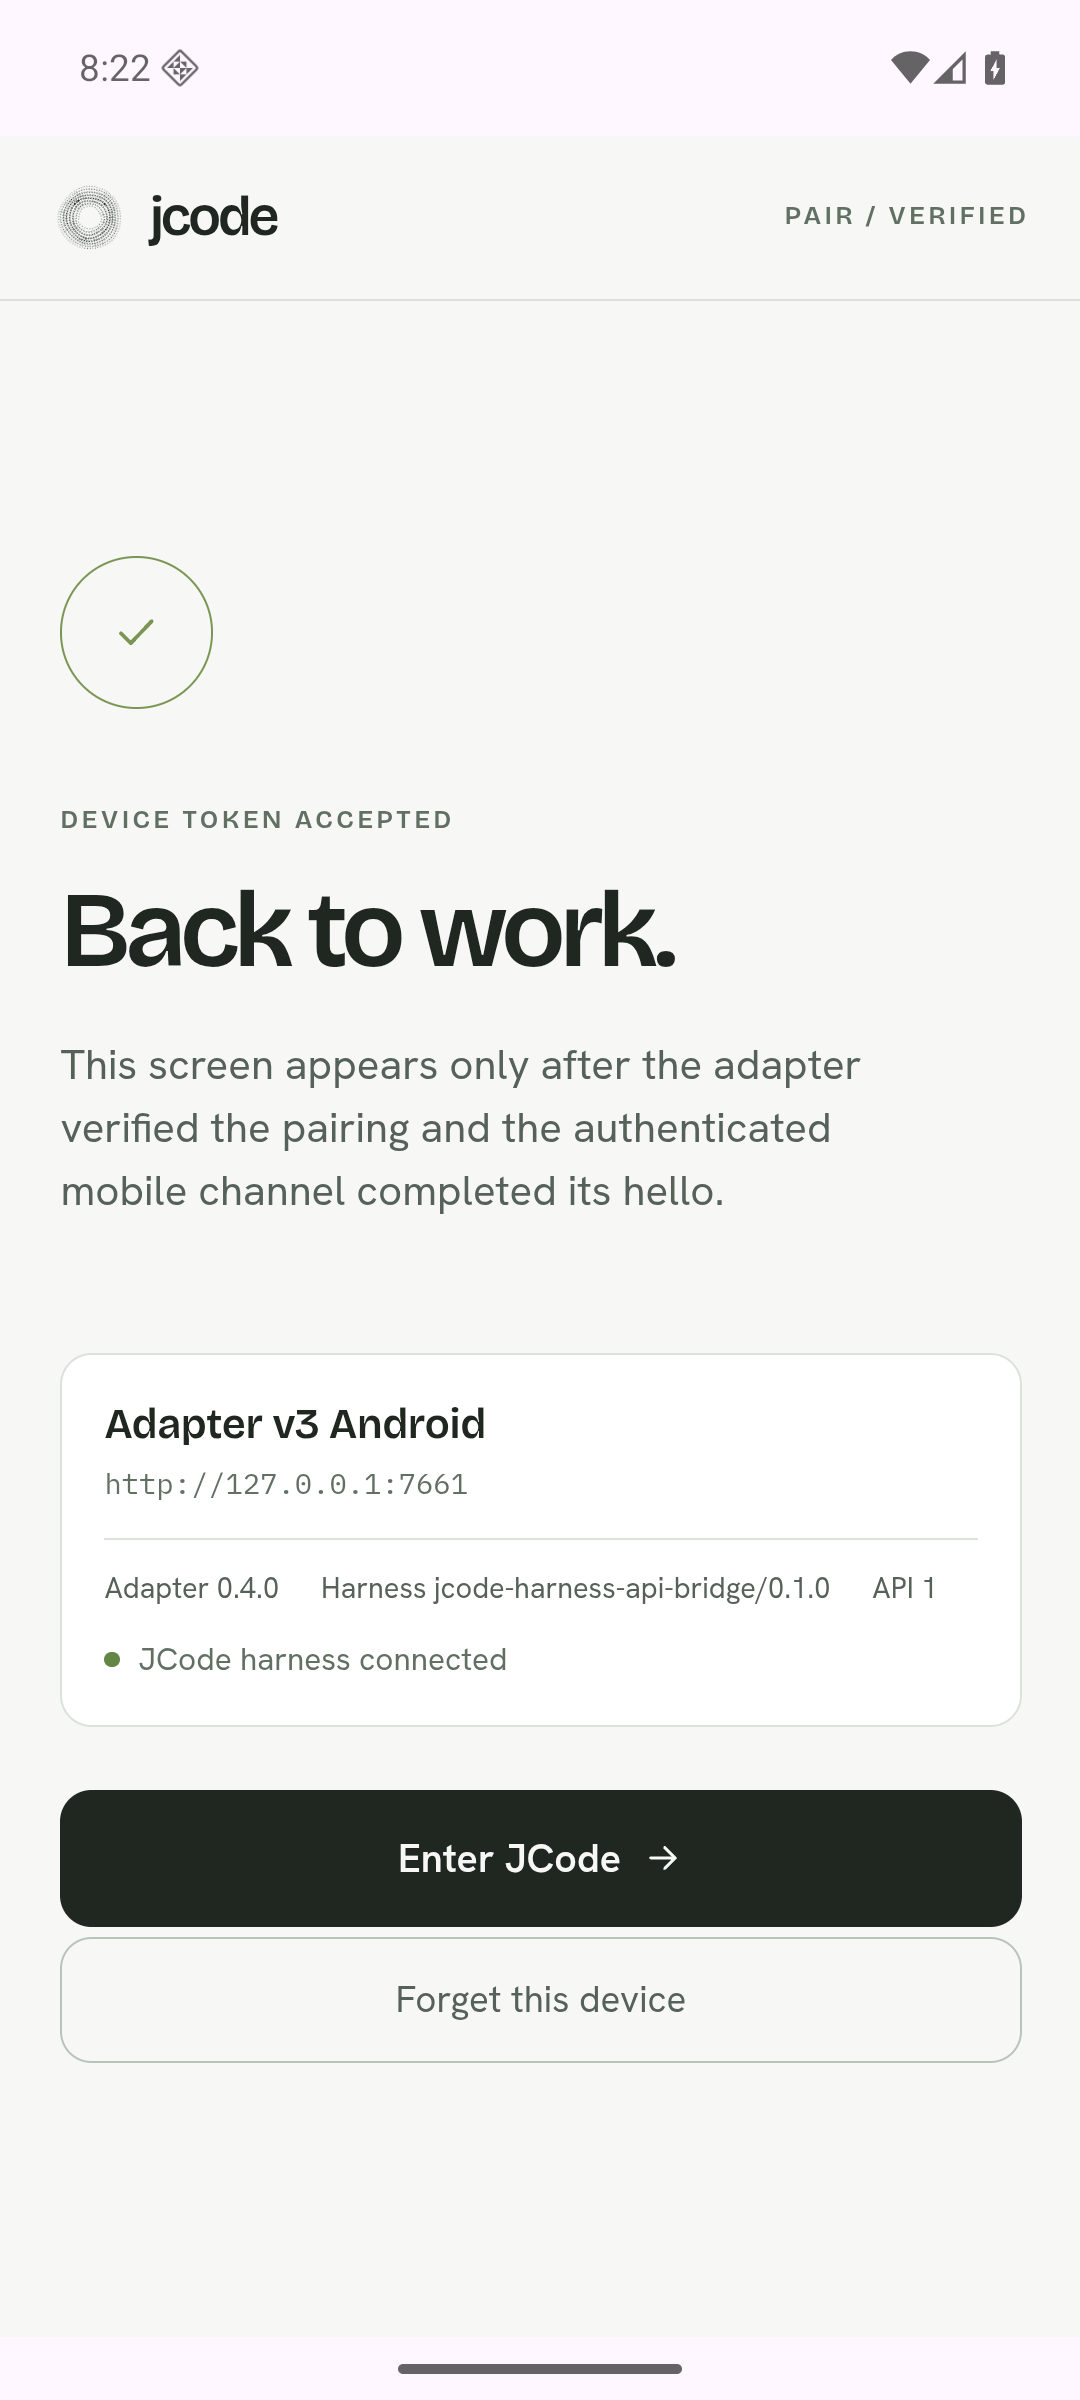 8:22
jcode
PAIR / VERIFIED
DEVICE TOKEN ACCEPTED
Back to work.
This screen appears only after the adapter
verified the pairing and the authenticated
mobile channel completed its hello.
Adapter v3 Android
http://127.0.0.1:7661
Adapter 0.4.0 Harness jcode-harness-api-bridge/0.1.0 API 1
JCode harness connected
Enter JCode →
Forget this device